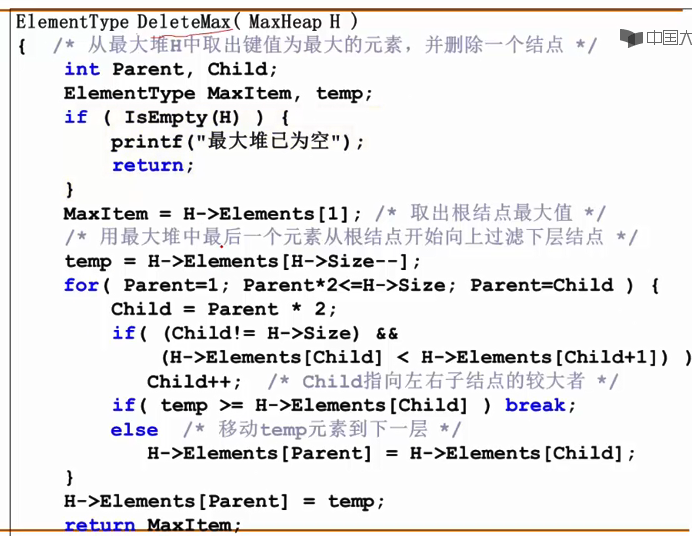 ElementType DeleteMax( MaxHeap H )
{ /* 从最大堆H中取出键值为最大的元素，并删除一个结点 */
中国大
int Parent, Child;
ElementType MaxItem, temp;
if ( IsEmpty(H) ) {
printf("最大堆已为空");
return;
}
MaxItem = H->Elements[1]; /* 取出根结点最大值 */
/* 用最大堆中最后一个元素从根结点开始向上过滤下层结点 */
temp = H->Elements[H->Size--];
for( Parent=1; Parent*2<=H->Size; Parent=Child ) {
Child = Parent * 2;
if( (Child!= H->Size) &&
(H->Elements[Child] < H->Elements[Child+1]) )
Child++; /* Child指向左右子结点的较大者 */
if( temp >= H->Elements[Child] ) break;
else /* 移动temp元素到下一层 */
H->Elements[Parent] = H->Elements[Child];
}
H->Elements[Parent] = temp;
return MaxItem;